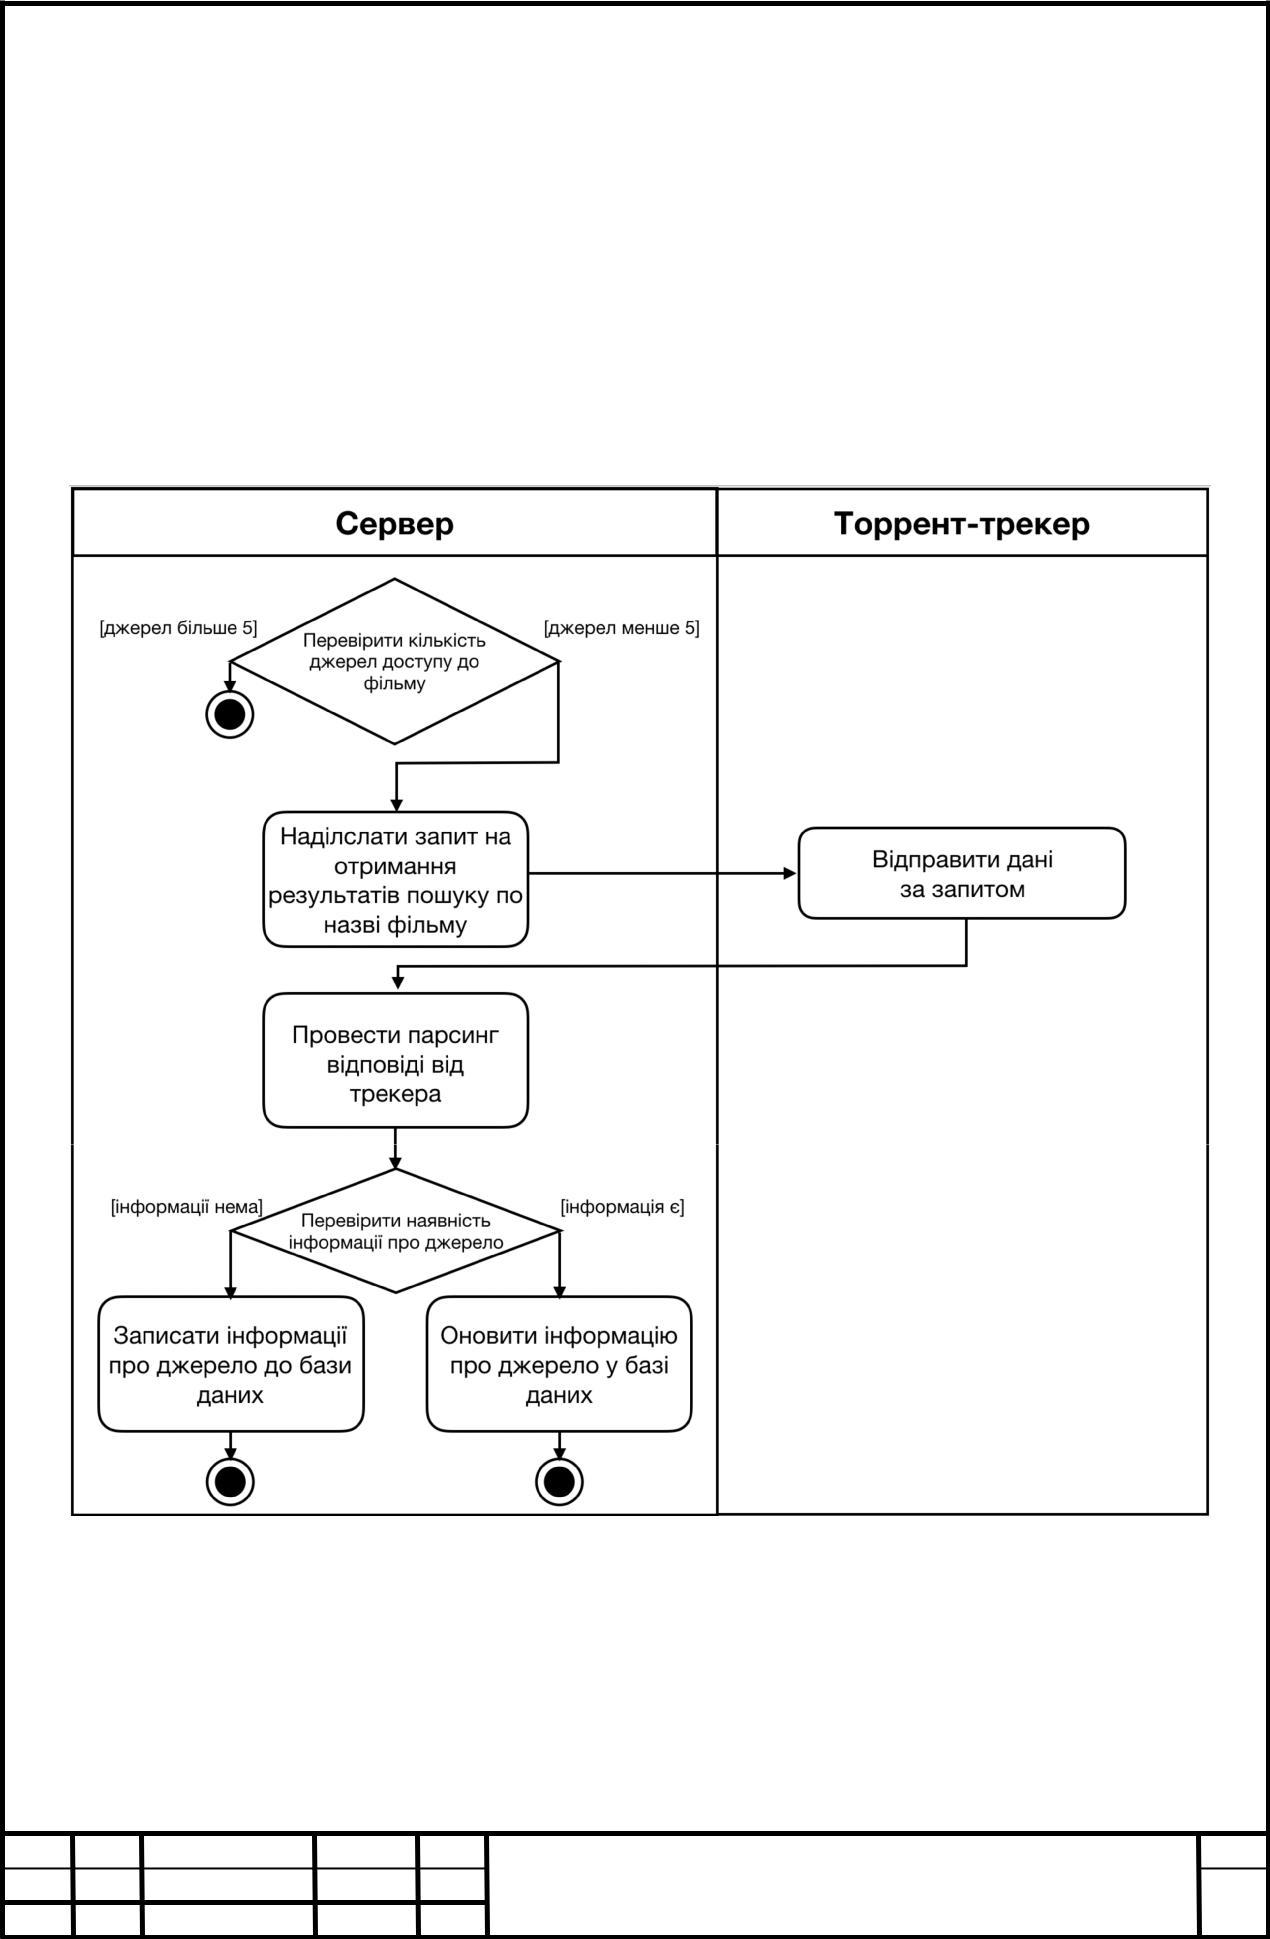 Сервер
Торрент-трекер
[джерел більше 5]
[джерел менше 5]
Перевірити кількість
джерел доступу до
фільму
Наділслати запит на
отримання
результатів пошуку по
назві фільму
Відправити дані
за запитом
Провести парсинг
відповіді від
трекера
[інформації нема]
[інформація є]
Перевірити наявність
інформації про джерело
Записати інформації
про джерело до бази
даних
Оновити інформацію
про джерело у базі
даних